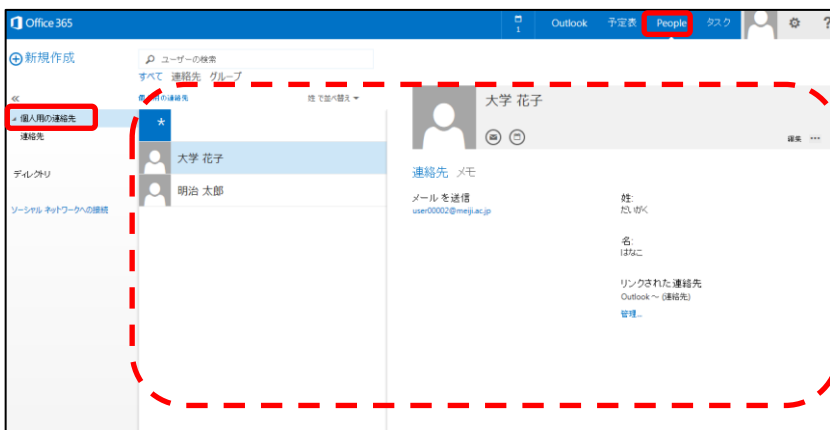 Office 365
1
Outlook 予定表 People タスク
?
新規作成
ユーザーの検索
すべて 連絡先 グループ
個人用の連絡先
姓 で並べ替え
大学 花子
編集 ...
«
個人用の連絡先
連絡先
ディレクトリ
ソーシャル ネットワークへの接続
*
大学 花子
明治 太郎
連絡先 メモ
メール を送信
user00002@meiji.ac.jp
姓:
だいがく
名:
はなこ
リンクされた連絡先
Outlook ~ (連絡先)
管理...